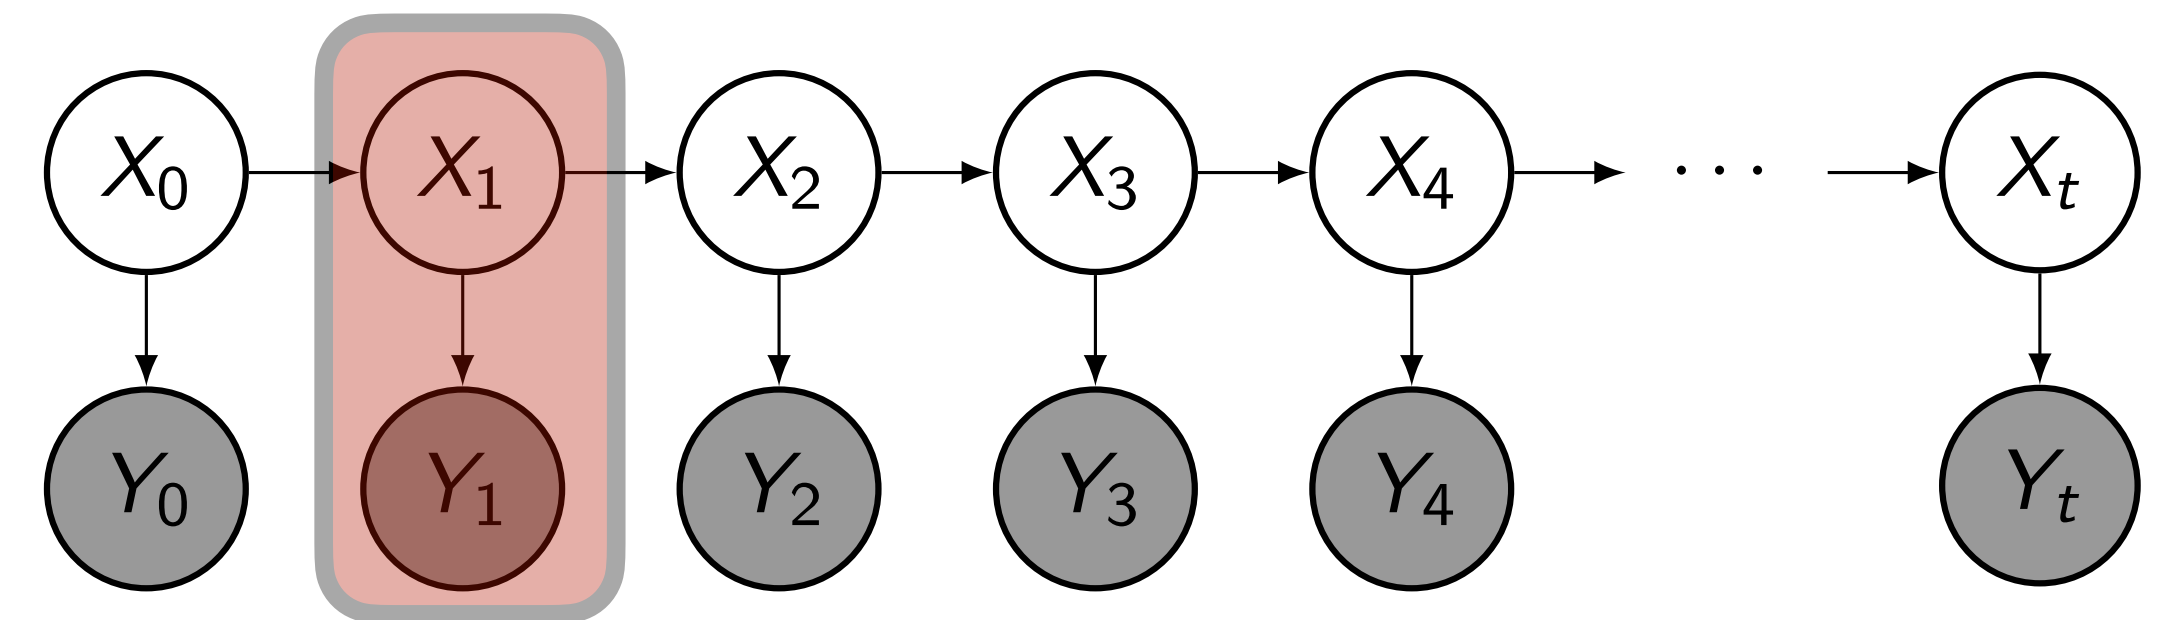 X₀ X₁ X₂ X₃ X₄ ··· Xₜ
Y₀ Y₁ Y₂ Y₃ Y₄ Yₜ